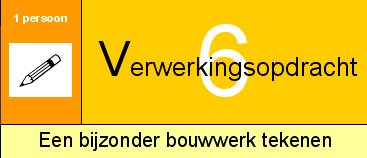 1 persoon
6
Verwerkingsopdracht
Een bijzonder bouwwerk tekenen